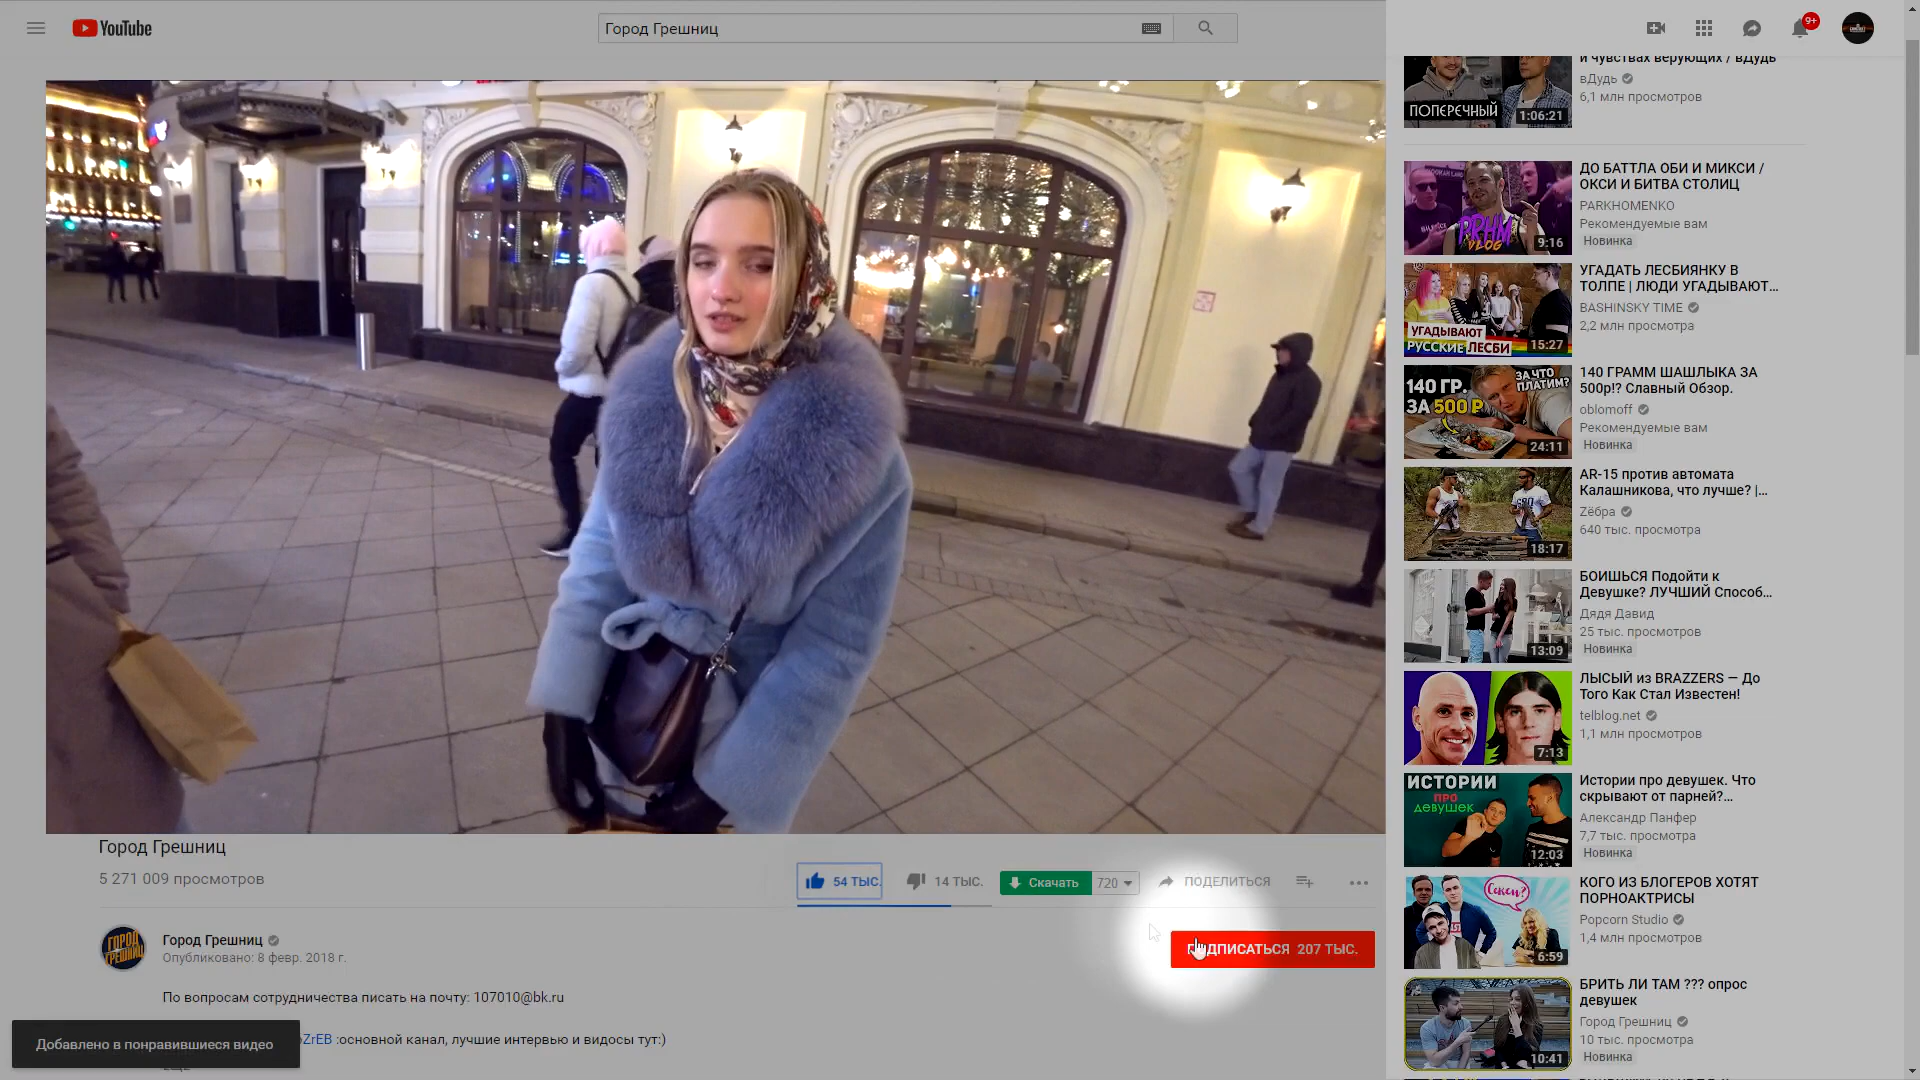 YouTube
Город Грешниц
9+
и чувствах верующих / вДудь
вДудь
6,1 млн просмотров
ПОПЕРЕЧНЫЙ
1:06:21
ДО БАТТЛА ОБИ И МИКСИ /
ОКСИ И БИТВА СТОЛИЦ
PARKHOMENKO
Рекомендуемые вам
Новинка
PRHM
VLOG
9:16
УГАДАТЬ ЛЕСБИЯНКУ В
ТОЛПЕ | ЛЮДИ УГАДЫВАЮТ...
BASHINSKY TIME
2,2 млн просмотра
УГАДЫВАЮТ
РУССКИЕ ЛЕСБИ
15:27
140 ГРАММ ШАШЛЫКА ЗА
500р!? Славный Обзор.
oblomoff
Рекомендуемые вам
Новинка
140 ГР.
ЗА 500 Р
ЗА ЧТО
ПЛАТИМ?
24:11
AR-15 против автомата
Калашникова, что лучше? |...
Zёбра
640 тыс. просмотра
18:17
БОИШЬСЯ Подойти к
Девушке? ЛУЧШИЙ Способ...
Дядя Давид
25 тыс. просмотров
Новинка
13:09
ЛЫСЫЙ из BRAZZERS — До
Того Как Стал Известен!
telblog.net
1,1 млн просмотров
7:13
Истории про девушек. Что
скрывают от парней?...
Александр Панфер
7,7 тыс. просмотра
Новинка
ИСТОРИИ
ПРО
девушек
12:03
КОГО ИЗ БЛОГЕРОВ ХОТЯТ
ПОРНОАКТРИСЫ
Popcorn Studio
1,4 млн просмотров
6:59
БРИТЬ ЛИ ТАМ ??? опрос
девушек
Город Грешниц
10 тыс. просмотра
Новинка
10:41
Город Грешниц
5 271 009 просмотров
54 ТЫС.
14 ТЫС.
Скачать
720
ПОДЕЛИТЬСЯ
ГОРОД
ГРЕШНИЦ
Город Грешниц
Опубликовано: 8 февр. 2018 г.
ПОДПИСАТЬСЯ 207 ТЫС.
По вопросам сотрудничества писать на почту: 107010@bk.ru
ZrEB :основной канал, лучшие интервью и видосы тут:)
Добавлено в понравившиеся видео